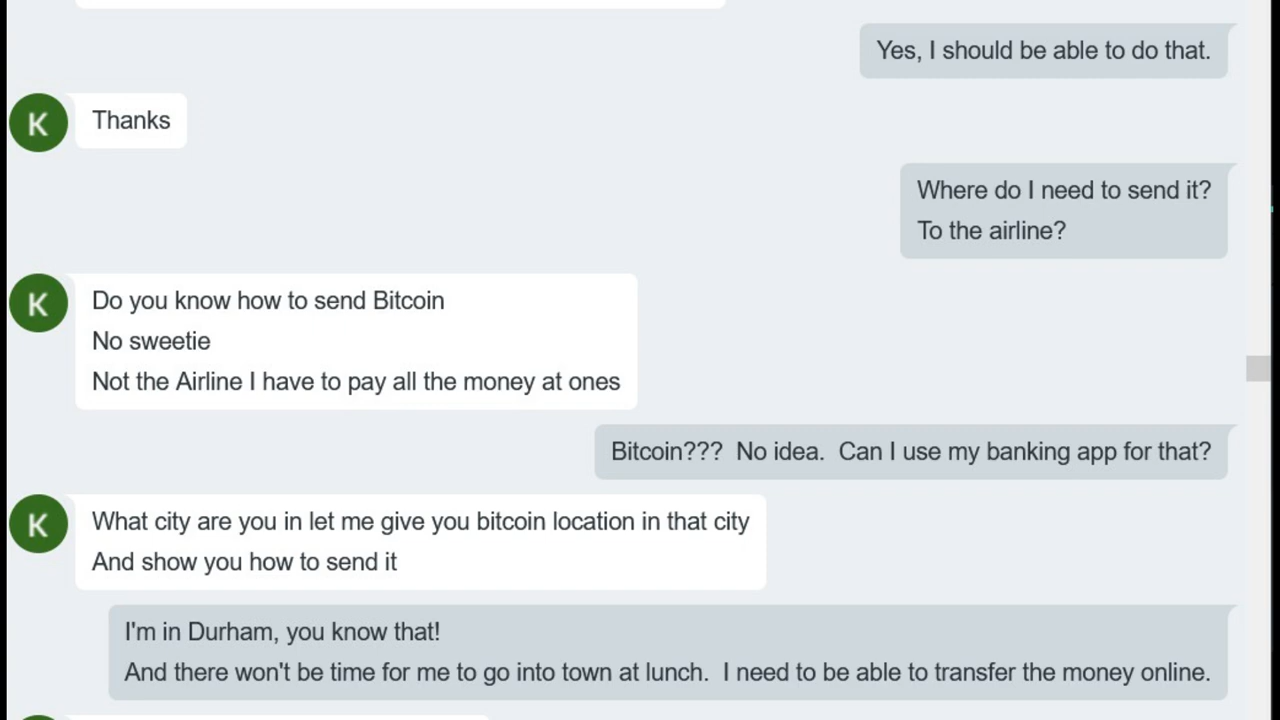 Yes, I should be able to do that.
K
Thanks
Where do I need to send it?
To the airline?
K
Do you know how to send Bitcoin
No sweetie
Not the Airline I have to pay all the money at ones
Bitcoin???  No idea.  Can I use my banking app for that?
K
What city are you in let me give you bitcoin location in that city
And show you how to send it
I'm in Durham, you know that!
And there won't be time for me to go into town at lunch.  I need to be able to transfer the money online.